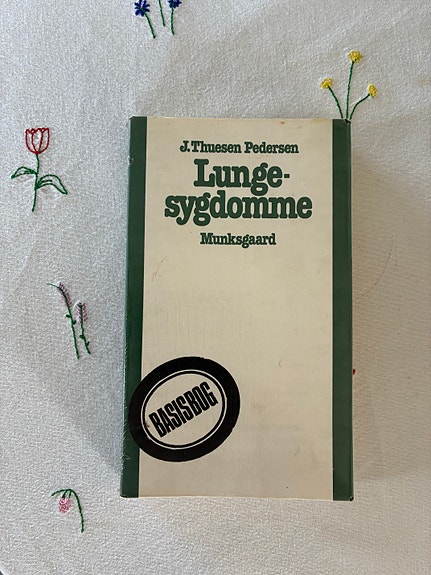 J. Thuesen Pedersen
Lunge-
sygdomme
Munksgaard
BASISBOG